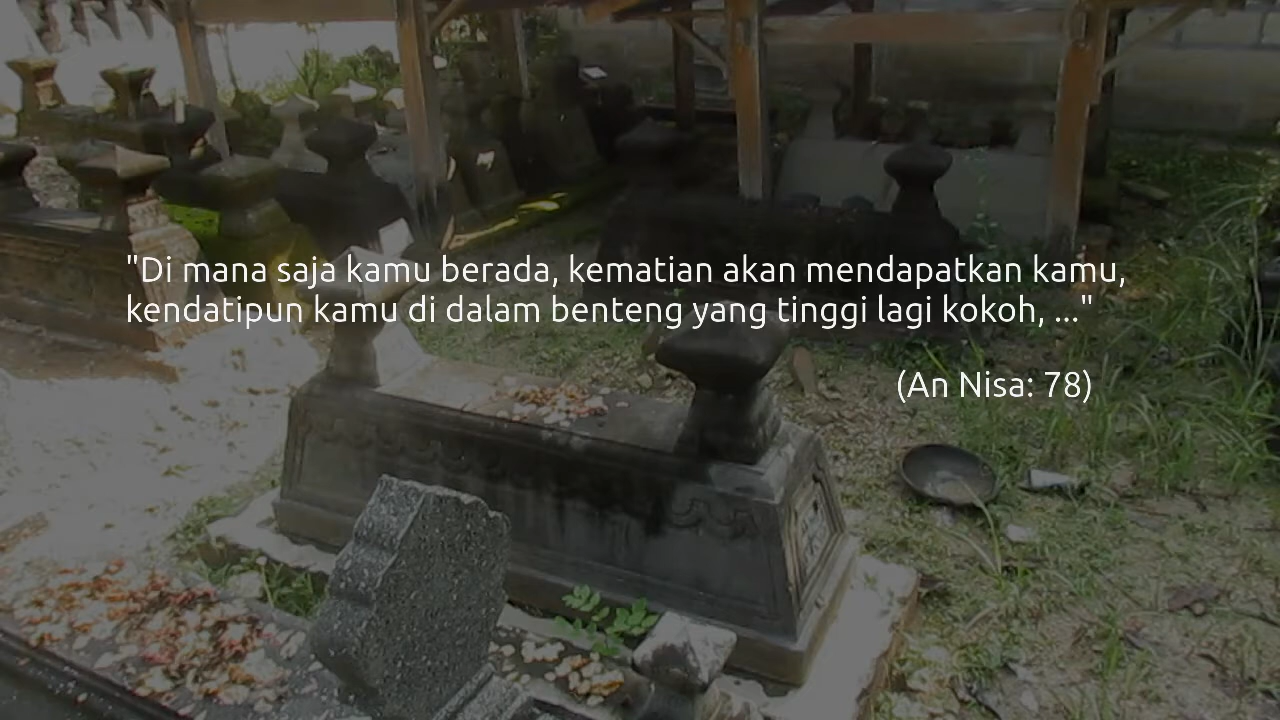 "Di mana saja kamu berada, kematian akan mendapatkan kamu,
kendatipun kamu di dalam benteng yang tinggi lagi kokoh, ..."
(An Nisa: 78)